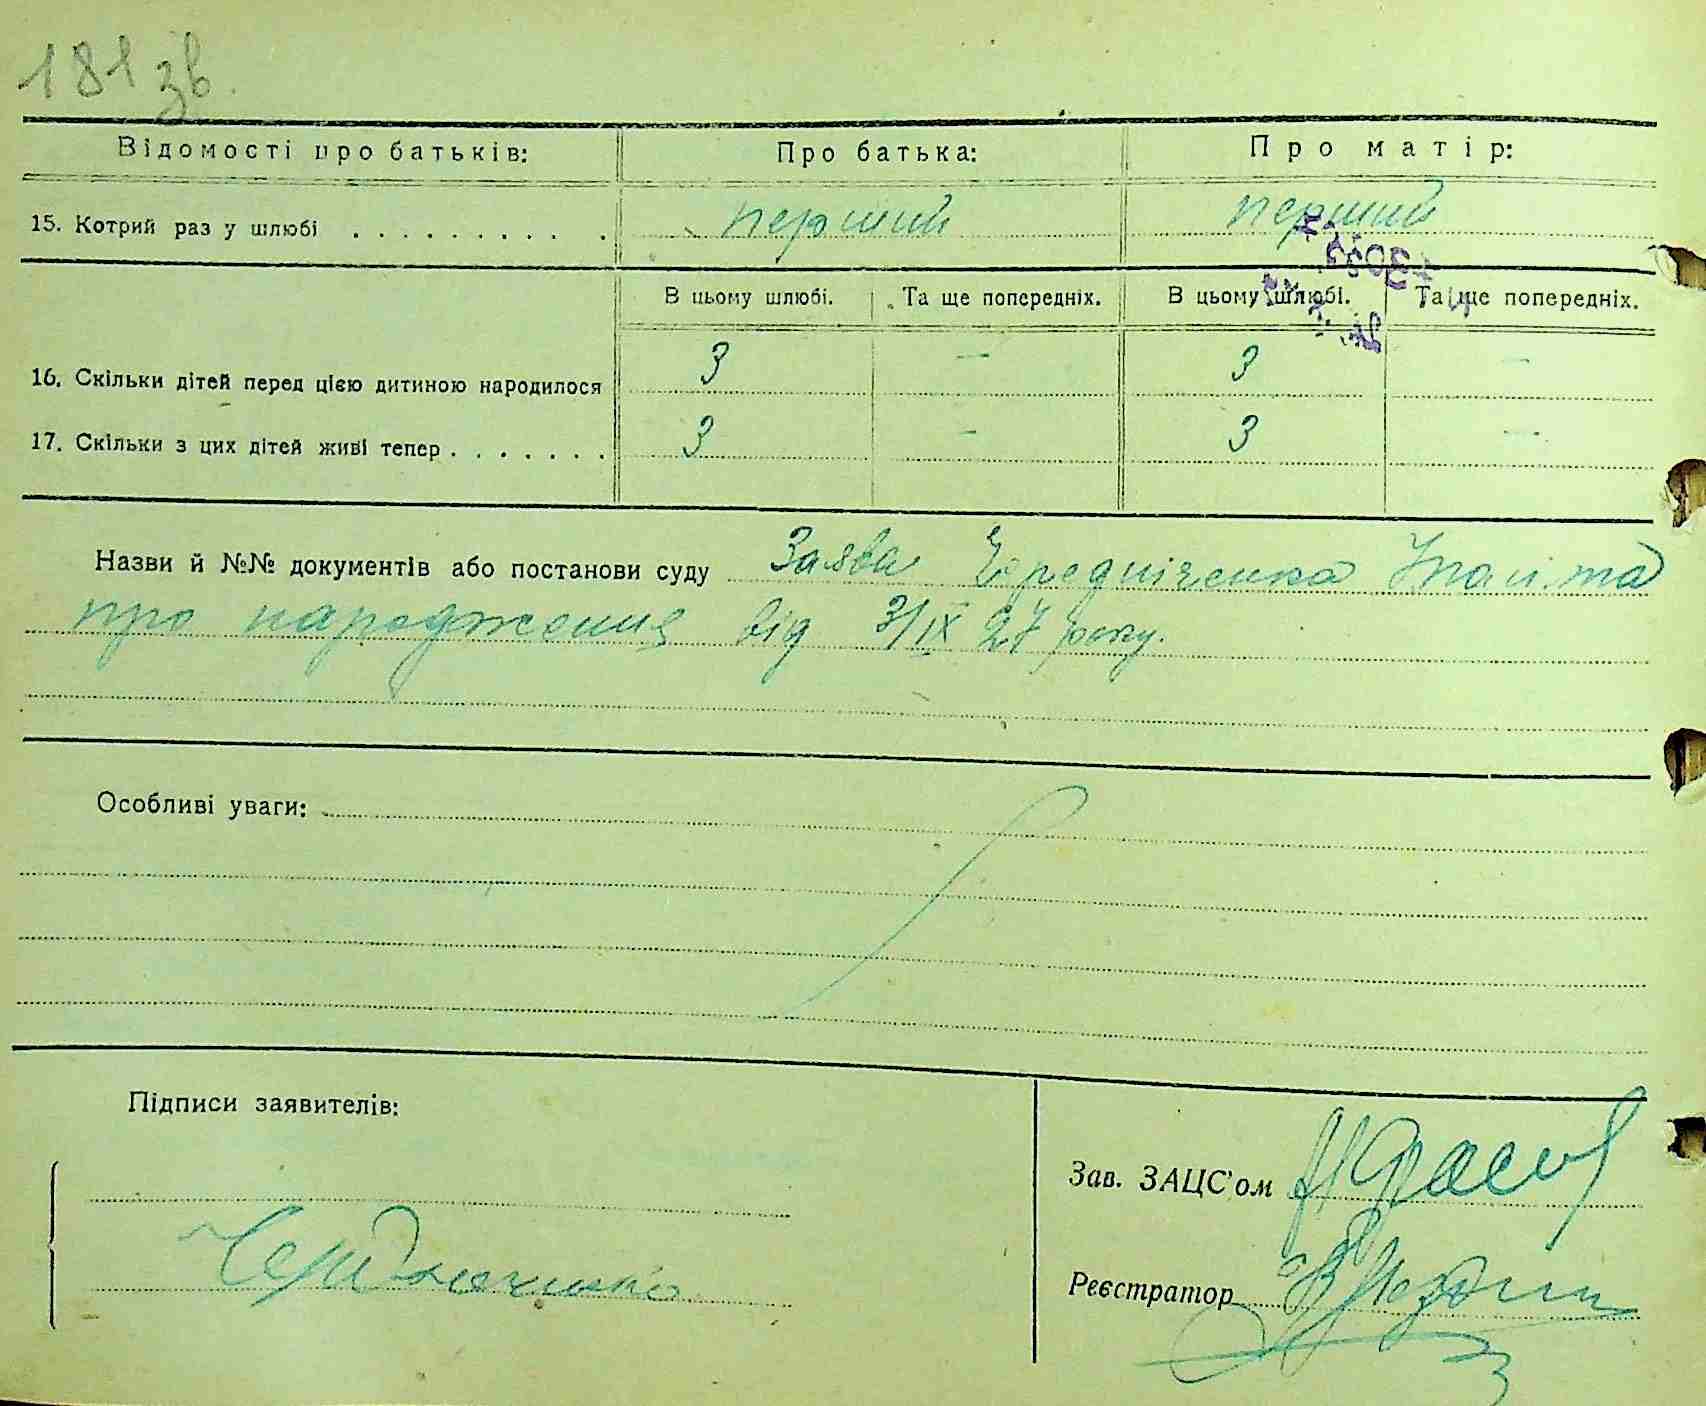 181 зв.
Відомості про батьків: Про батька: Про матір:
15. Котрий раз у шлюбі . . . . . . . . . . перший перший
В цьому шлюбі. Та ще попередніх. В цьому шлюбі. Та ще попередніх.
16. Скільки дітей перед цією дитиною народилося 3 — 3 —
17. Скільки з цих дітей живі тепер . . . . . . . 3 — 3 —
Назви й №№ документів або постанови суду Заява Чередніченка Іпаліта
про народження від 3/IX 27 року.
Особливі уваги:
Підписи заявителів:
Зав. ЗАЦС'ом
Чередниченко
Реєстратор